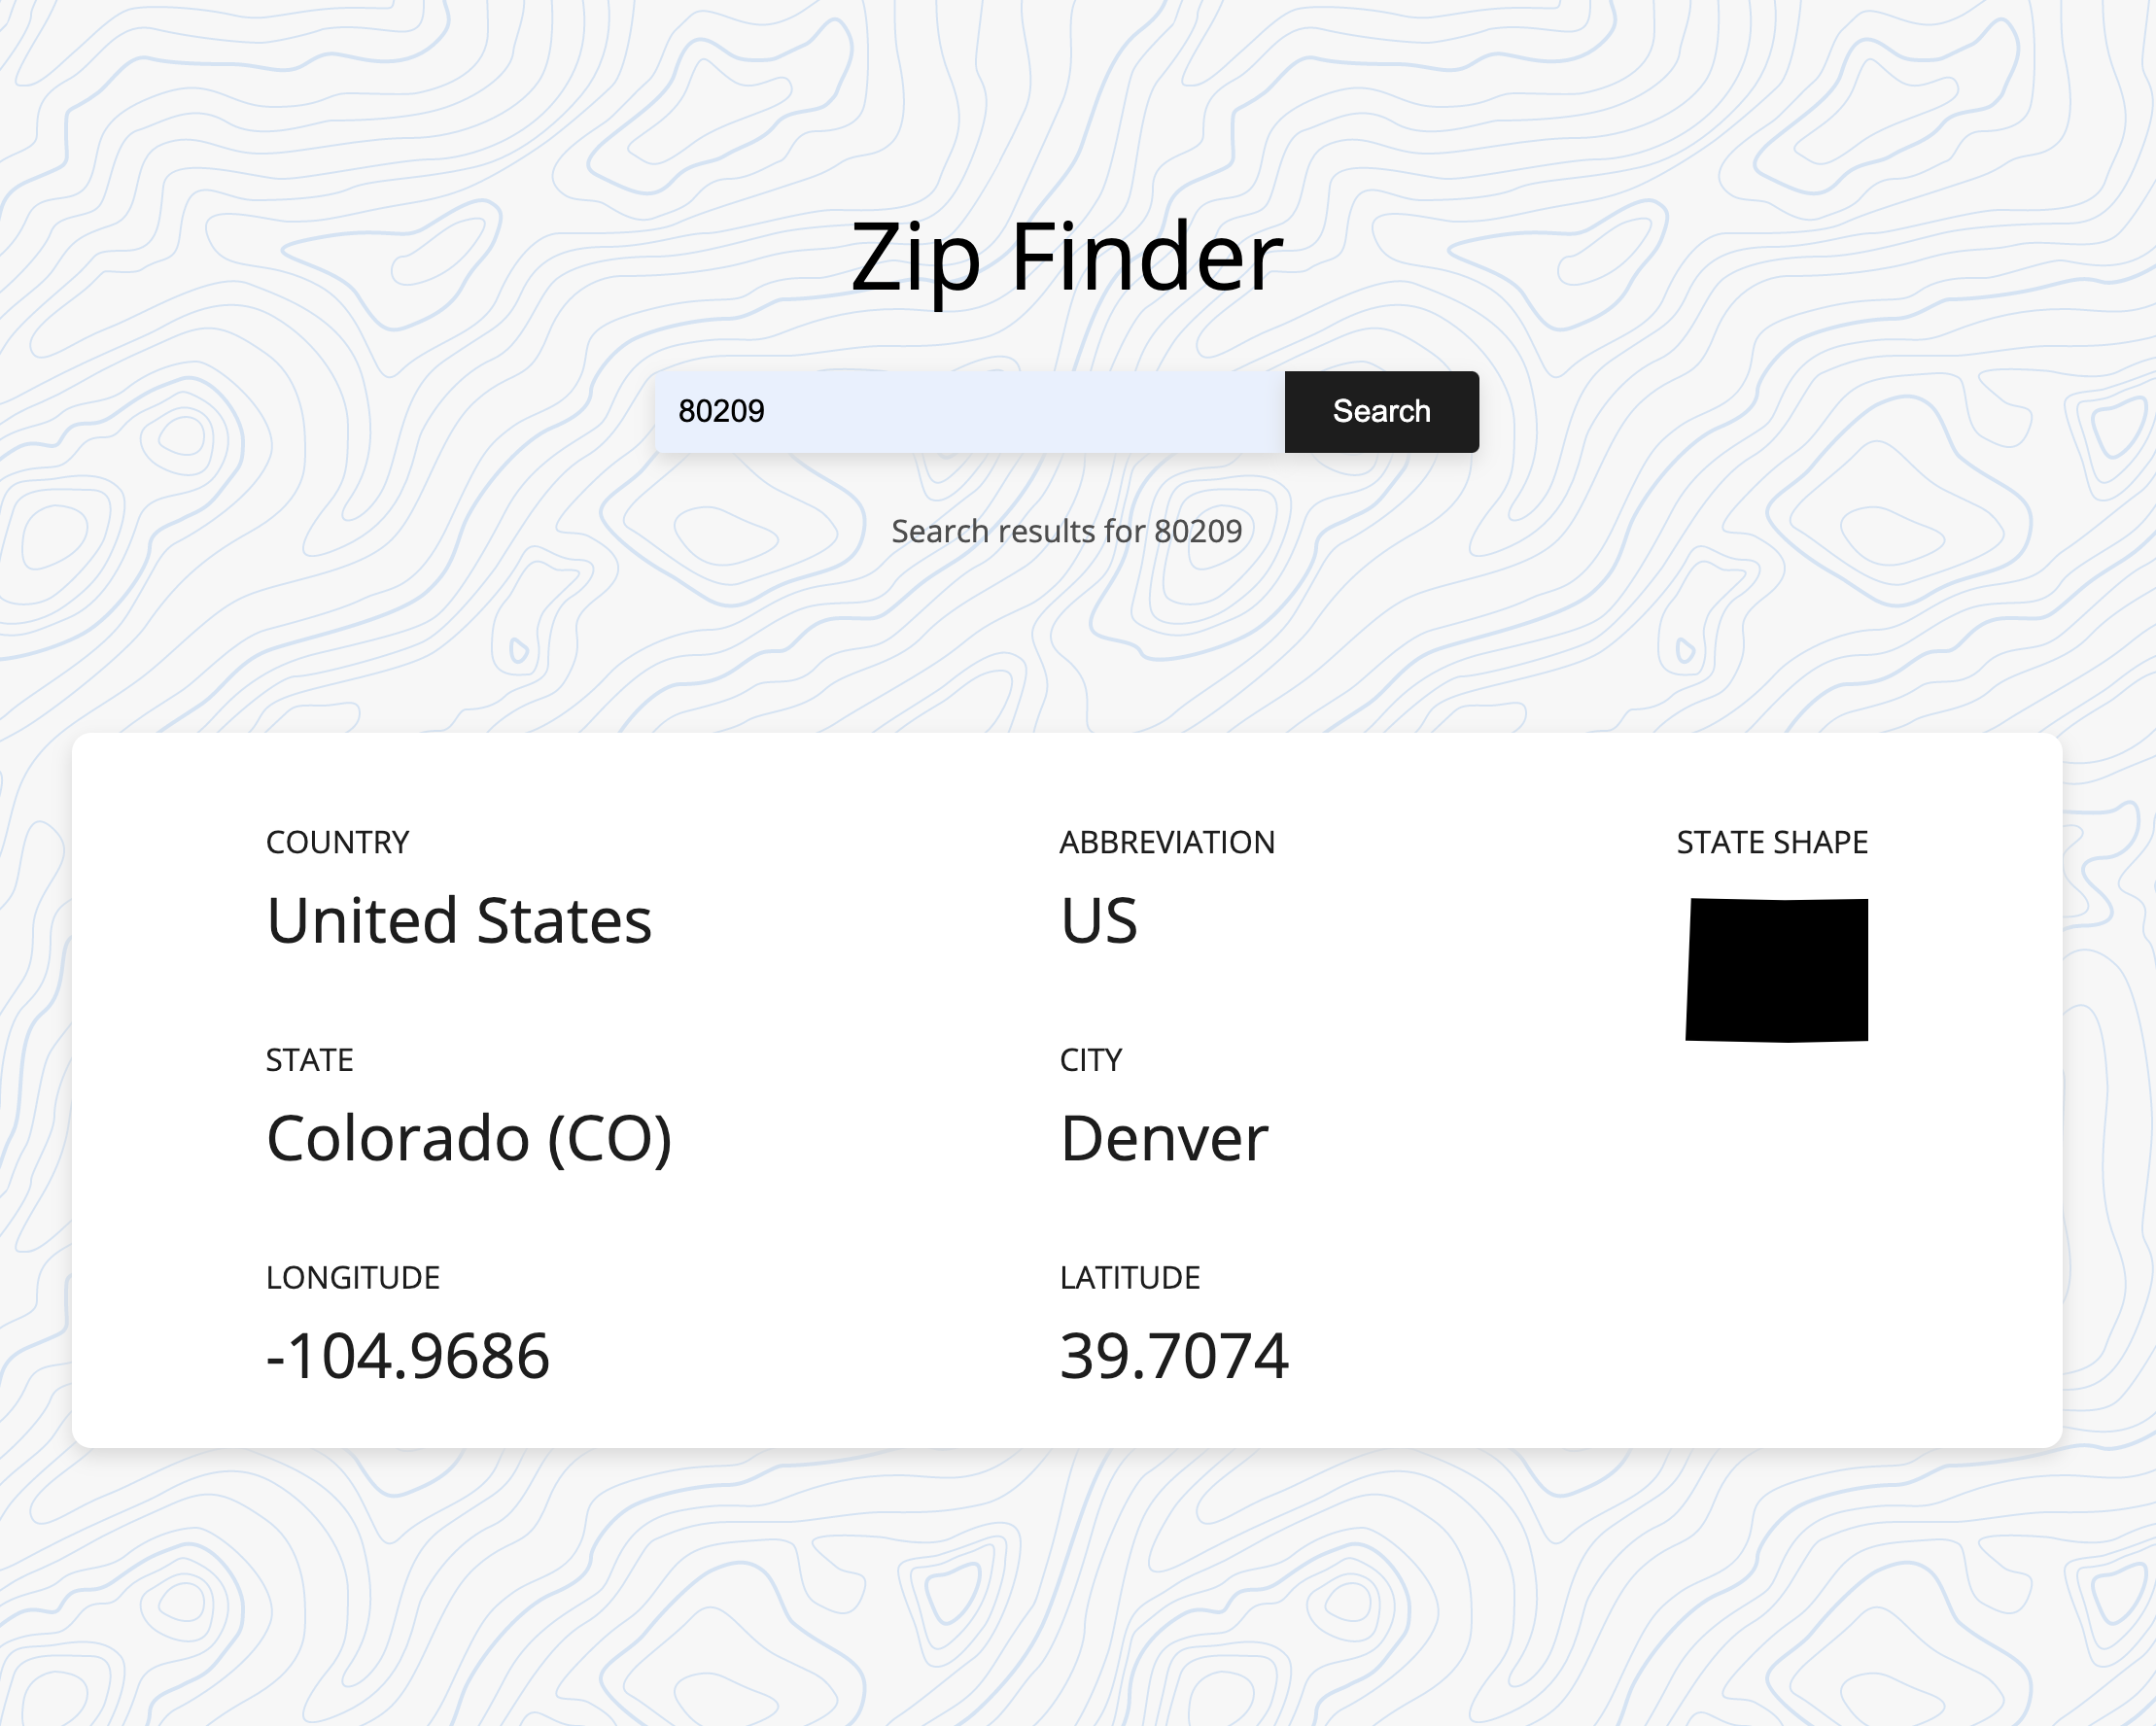 Zip Finder
80209
Search
Search results for 80209
COUNTRY
United States
ABBREVIATION
US
STATE SHAPE
STATE
Colorado (CO)
CITY
Denver
LONGITUDE
-104.9686
LATITUDE
39.7074